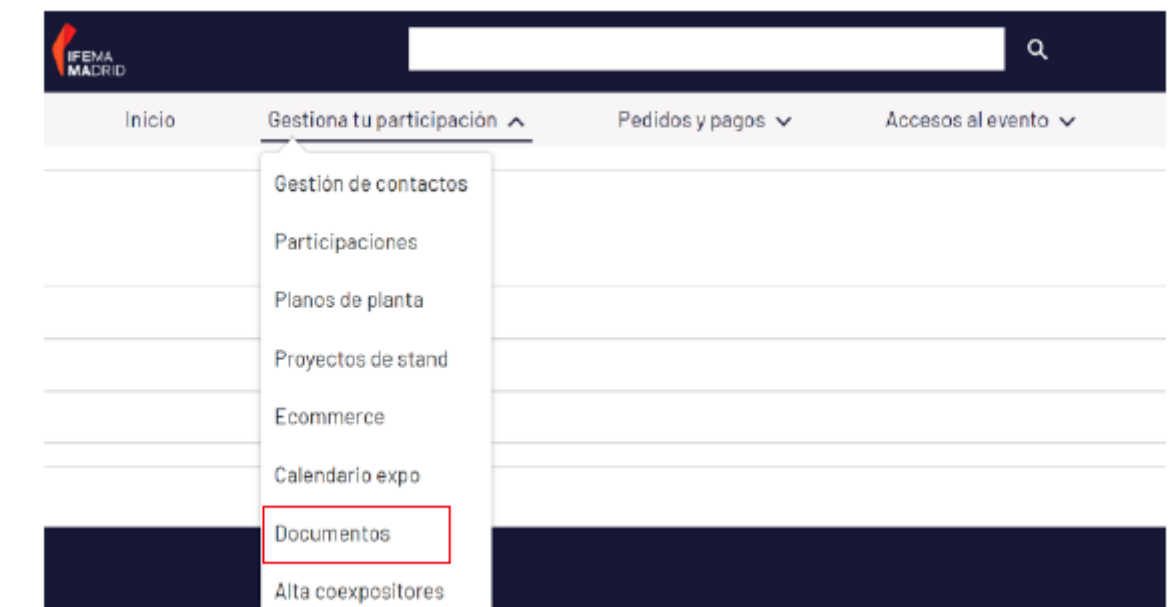 IFEMA
MADRID
Inicio
Gestiona tu participación
Pedidos y pagos
Accesos al evento
Gestión de contactos
Participaciones
Planos de planta
Proyectos de stand
Ecommerce
Calendario expo
Documentos
Alta coexpositores